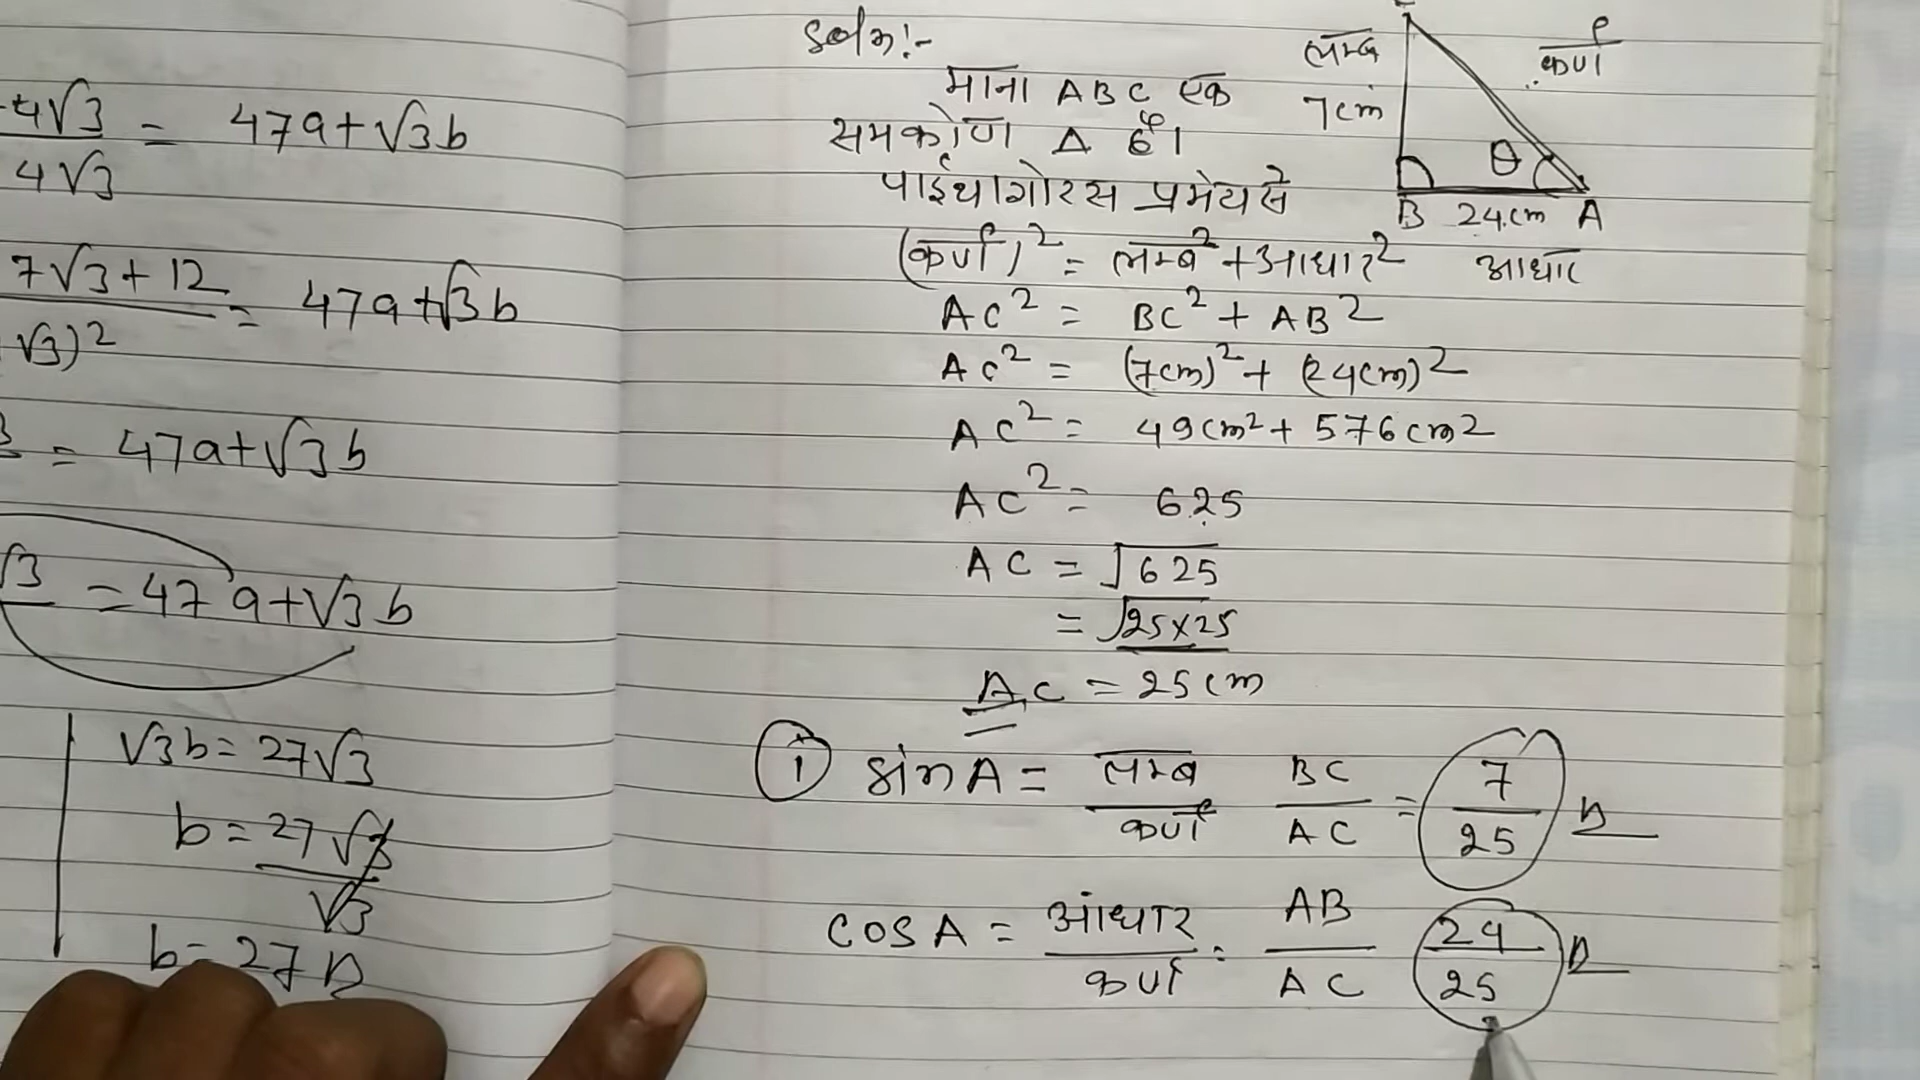 4√3 = 47a+√3b
4√3
7√3+12 = 47a+√3b
√3)²
= 47a+√3b
√3 = 47a+√3b
√3b=27√3
b=27√3
√3
b=27
Soln:-
माना ABC एक
समकोण Δ है।
पाईथागोरस प्रमेय से
(कर्ण)² = लम्ब²+आधार²
AC² = BC²+AB²
AC² = (7cm)²+(24cm)²
AC² = 49cm²+576cm²
AC² = 625
AC = √625
= √25×25
AC = 25cm
लम्ब
7cm
कर्ण
θ
B 24cm A
आधार
(i) sinA = लम्ब/कर्ण BC/AC = 7/25
COSA = आधार/कर्ण = AB/AC 24/25